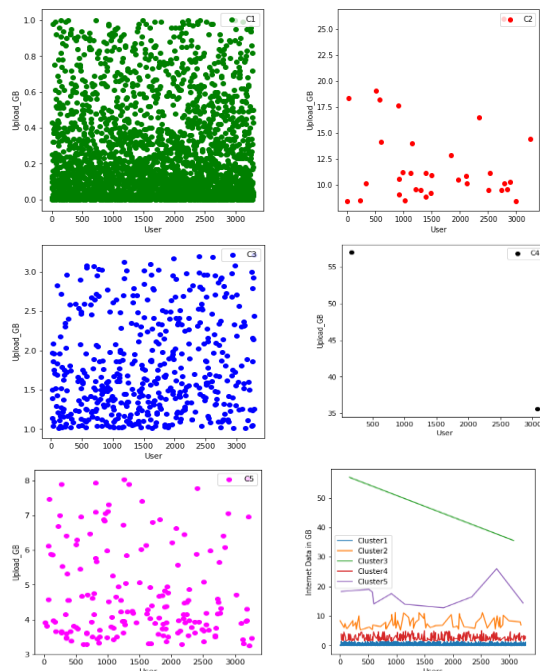 1.0
0.8
0.6
0.4
0.2
0.0
Upload_GB
0 500 1000 1500 2000 2500 3000
User
C1
25.0
22.5
20.0
17.5
15.0
12.5
10.0
Upload_GB
0 500 1000 1500 2000 2500 3000
User
C2
3.0
2.5
2.0
1.5
1.0
Upload_GB
0 500 1000 1500 2000 2500 3000
User
C3
55
50
45
40
35
Upload_GB
500 1000 1500 2000 2500 3000
User
C4
8
7
6
5
4
3
Upload_GB
0 500 1000 1500 2000 2500 3000
User
C5
50
40
30
20
10
0
Internet Data in GB
Cluster1
Cluster2
Cluster3
Cluster4
Cluster5
0 500 1000 1500 2000 2500 3000